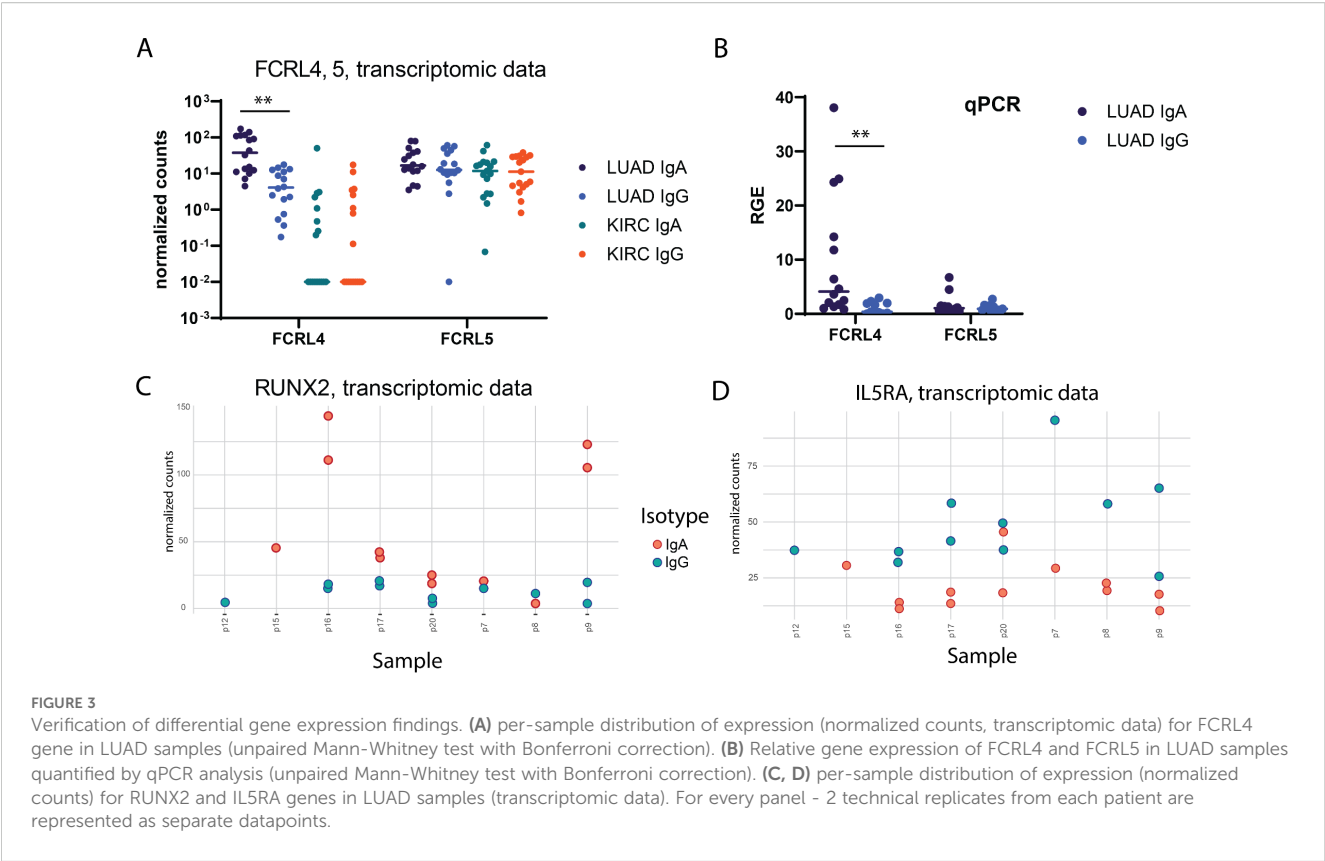 A
FCRL4, 5, transcriptomic data
normalized counts
10³
10²
10¹
10⁰
10⁻¹
10⁻²
10⁻³
**
FCRL4
FCRL5
LUAD IgA
LUAD IgG
KIRC IgA
KIRC IgG
B
qPCR
RGE
40
30
20
10
0
**
FCRL4
FCRL5
LUAD IgA
LUAD IgG
C
RUNX2, transcriptomic data
normalized counts
150
100
50
0
p12
p15
p16
p17
p20
p7
p8
p9
Sample
Isotype
IgA
IgG
D
IL5RA, transcriptomic data
normalized counts
75
50
25
p12
p15
p16
p17
p20
p7
p8
p9
Sample
FIGURE 3
Verification of differential gene expression findings. (A) per-sample distribution of expression (normalized counts, transcriptomic data) for FCRL4
gene in LUAD samples (unpaired Mann-Whitney test with Bonferroni correction). (B) Relative gene expression of FCRL4 and FCRL5 in LUAD samples
quantified by qPCR analysis (unpaired Mann-Whitney test with Bonferroni correction). (C, D) per-sample distribution of expression (normalized
counts) for RUNX2 and IL5RA genes in LUAD samples (transcriptomic data). For every panel - 2 technical replicates from each patient are
represented as separate datapoints.